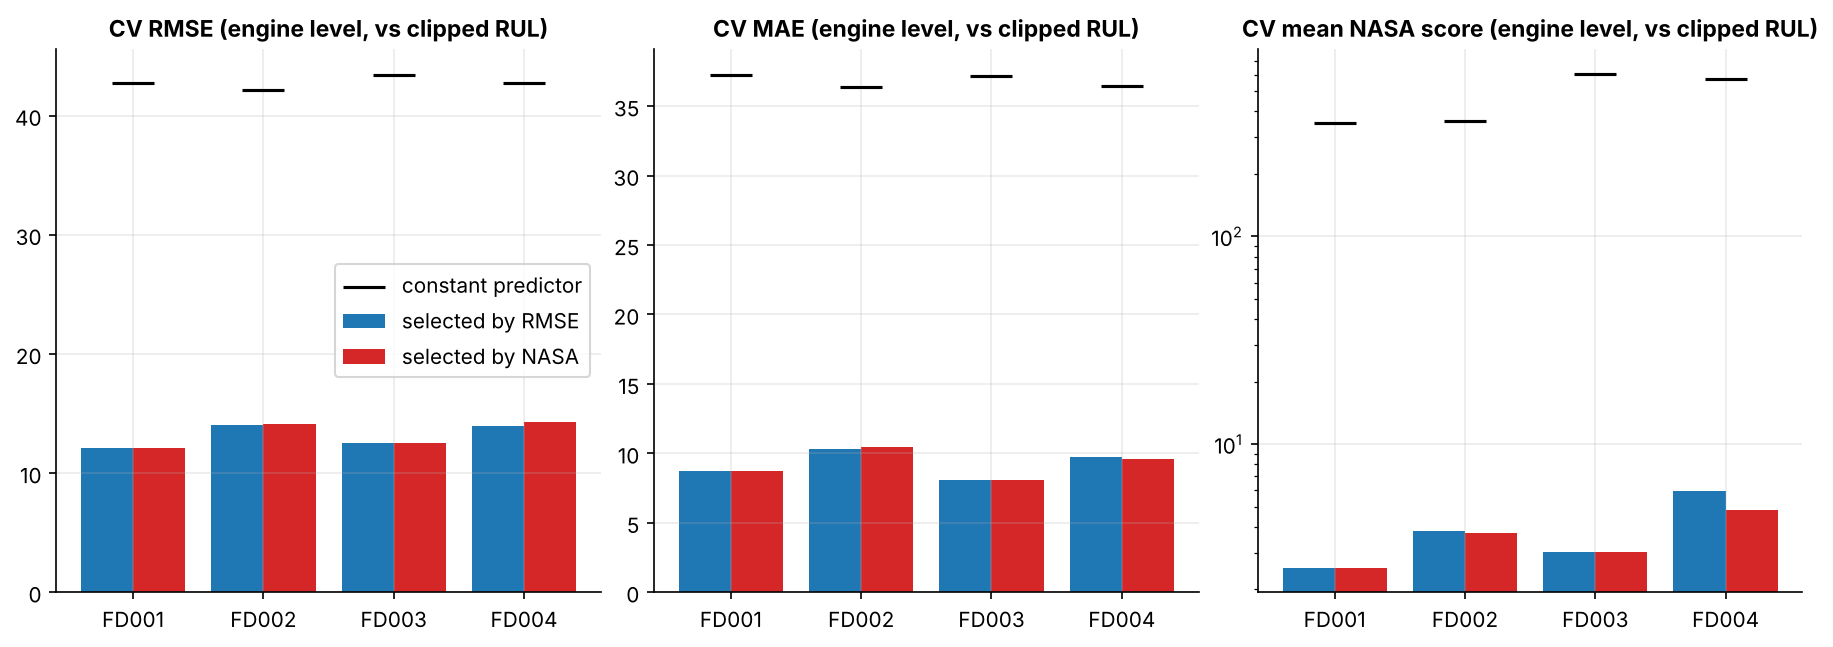 CV RMSE (engine level, vs clipped RUL)
40
30
20
10
0
constant predictor
selected by RMSE
selected by NASA
FD001 FD002 FD003 FD004
CV MAE (engine level, vs clipped RUL)
35
30
25
20
15
10
5
0
FD001 FD002 FD003 FD004
CV mean NASA score (engine level, vs clipped RUL)
10²
10¹
FD001 FD002 FD003 FD004